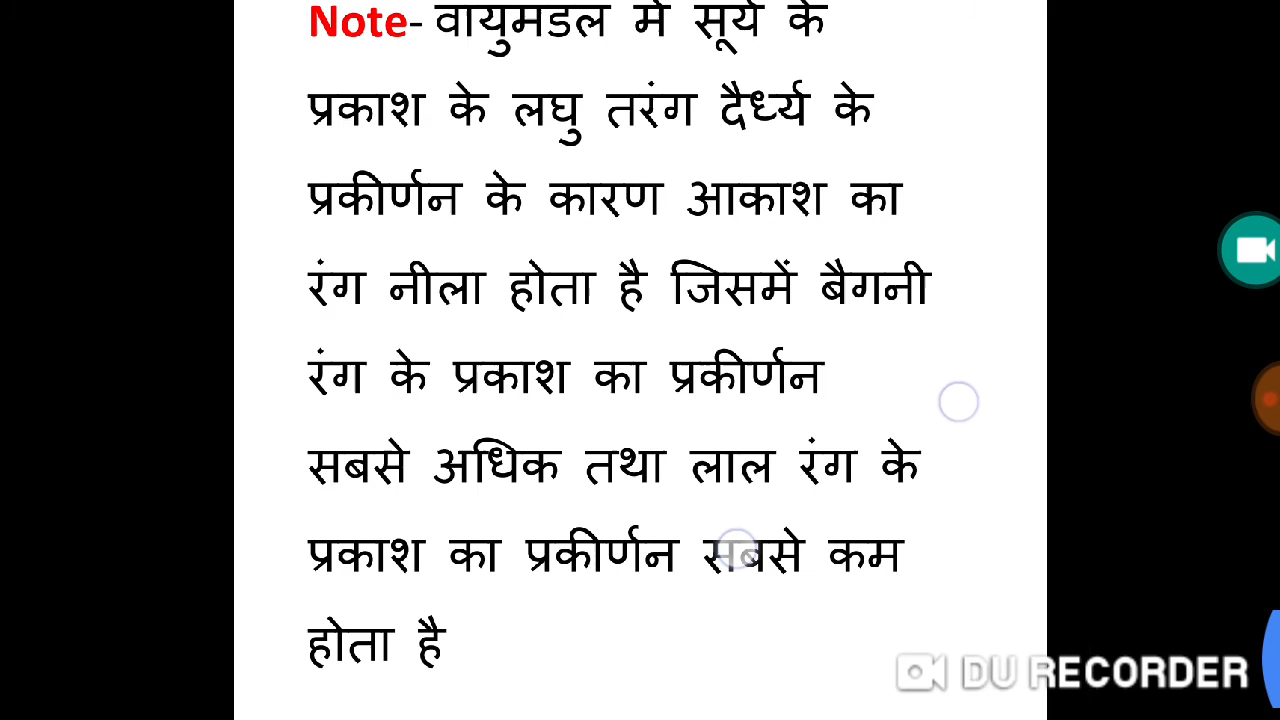 Note- वायुमडल मे सूर्य के
प्रकाश के लघु तरंग दैर्ध्य के
प्रकीर्णन के कारण आकाश का
रंग नीला होता है जिसमें बैगनी
रंग के प्रकाश का प्रकीर्णन
सबसे अधिक तथा लाल रंग के
प्रकाश का प्रकीर्णन सबसे कम
होता है
DU RECORDER